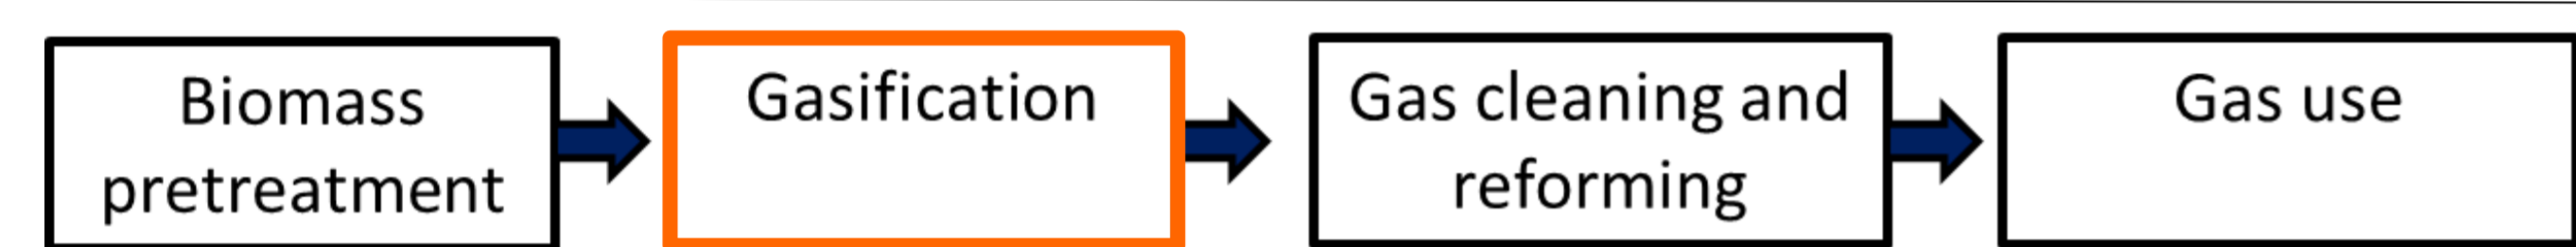 Biomass
pretreatment
Gasification
Gas cleaning and
reforming
Gas use